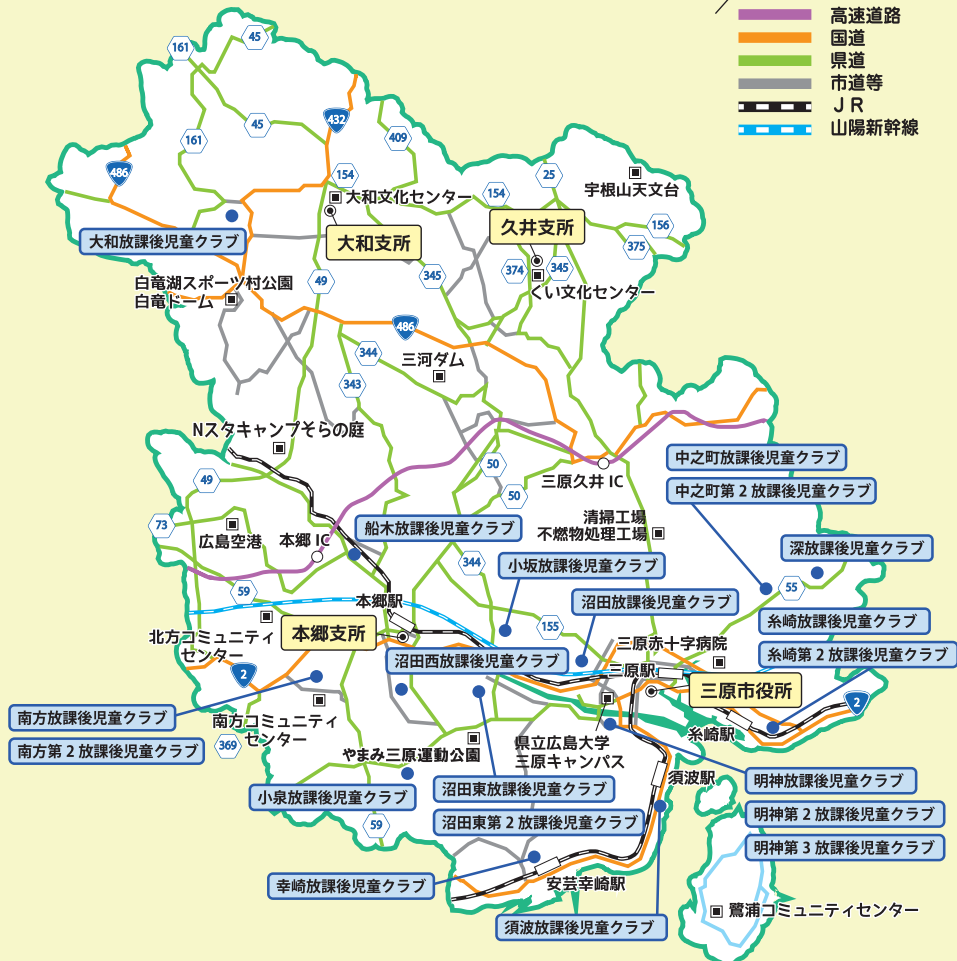 高速道路
国道
県道
市道等
ＪＲ
山陽新幹線
45
161
432
45
409
161
486
154
大和文化センター
25
宇根山天文台
154
久井支所
156
大和放課後児童クラブ
大和支所
375
白竜湖スポーツ村公園
白竜ドーム
49
345
374
345
くい文化センター
486
344
三河ダム
343
Nスタキャンプそらの庭
中之町放課後児童クラブ
50
三原久井 IC
49
50
中之町第２放課後児童クラブ
73
広島空港
本郷 IC
船木放課後児童クラブ
清掃工場
不燃物処理工場
深放課後児童クラブ
344
小坂放課後児童クラブ
55
59
本郷駅
沼田放課後児童クラブ
糸崎放課後児童クラブ
北方コミュニティ
センター
本郷支所
155
三原赤十字病院
糸崎第２放課後児童クラブ
2
沼田西放課後児童クラブ
三原駅
三原市役所
2
南方放課後児童クラブ
南方コミュニティ
センター
糸崎駅
南方第２放課後児童クラブ
369
やまみ三原運動公園
県立広島大学
三原キャンパス
須波駅
明神放課後児童クラブ
小泉放課後児童クラブ
沼田東放課後児童クラブ
59
沼田東第２放課後児童クラブ
明神第２放課後児童クラブ
明神第３放課後児童クラブ
幸崎放課後児童クラブ
安芸幸崎駅
須波放課後児童クラブ
鷺浦コミュニティセンター